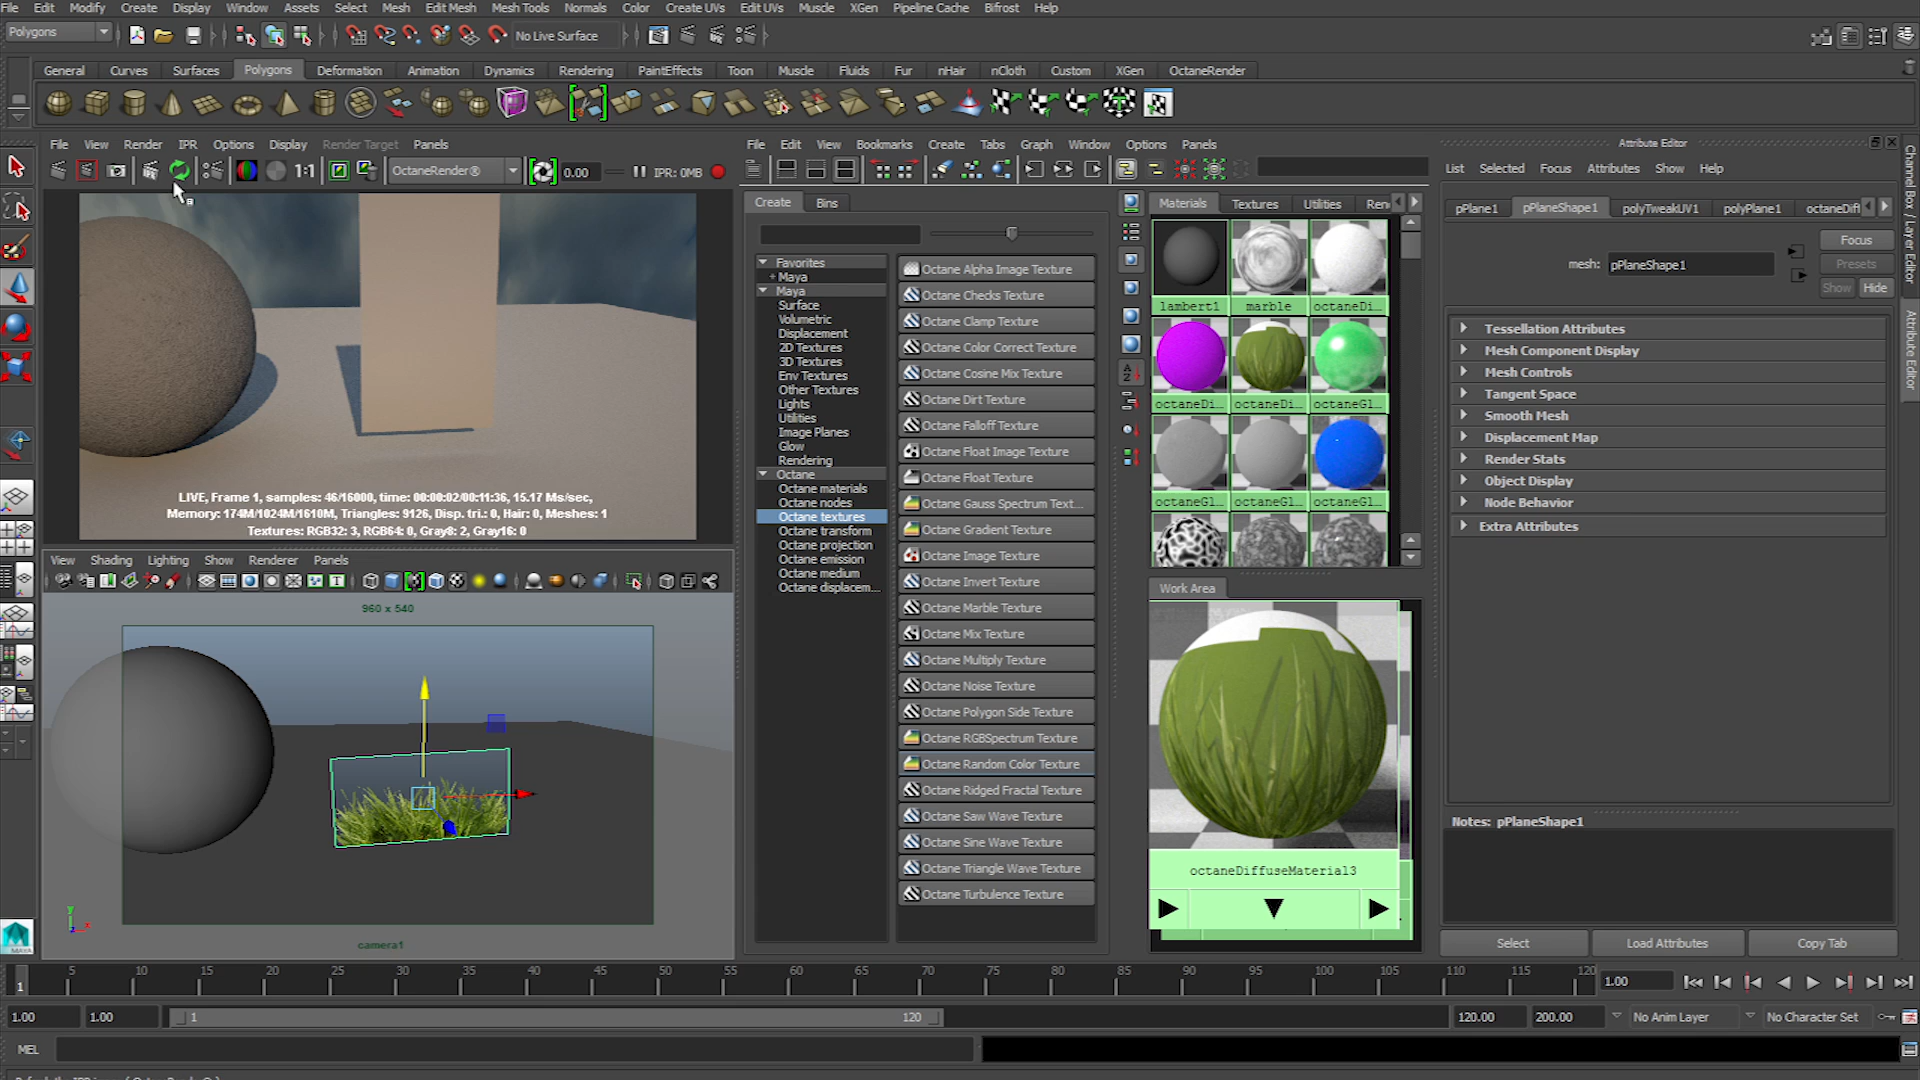 File Edit Modify Create Display Window Assets Select Mesh Edit Mesh Mesh Tools Normals Color Create UVs Edit UVs Muscle XGen Pipeline Cache Bifrost Help
Polygons No Live Surface
General Curves Surfaces Polygons Deformation Animation Dynamics Rendering PaintEffects Toon Muscle Fluids Fur nHair nCloth Custom XGen OctaneRender
File View Render IPR Options Display Render Target Panels
1:1 OctaneRender® 0.00 IPR: 0MB
LIVE, Frame 1, samples: 46/16000, time: 00:00:02/00:11:36, 15.17 Ms/sec,
Memory: 174M/1024M/1610M, Triangles: 9126, Disp. tri.: 0, Hair: 0, Meshes: 1
Textures: RGB32: 3, RGB64: 0, Gray8: 2, Gray16: 0
View Shading Lighting Show Renderer Panels
960 x 540
camera1
File Edit View Bookmarks Create Tabs Graph Window Options Panels
Create Bins
Favorites
+ Maya
Maya
Surface
Volumetric
Displacement
2D Textures
3D Textures
Env Textures
Other Textures
Lights
Utilities
Image Planes
Glow
Rendering
Octane
Octane materials
Octane nodes
Octane textures
Octane transform
Octane projection
Octane emission
Octane medium
Octane displacem...
Octane Alpha Image Texture
Octane Checks Texture
Octane Clamp Texture
Octane Color Correct Texture
Octane Cosine Mix Texture
Octane Dirt Texture
Octane Falloff Texture
Octane Float Image Texture
Octane Float Texture
Octane Gauss Spectrum Text...
Octane Gradient Texture
Octane Image Texture
Octane Invert Texture
Octane Marble Texture
Octane Mix Texture
Octane Multiply Texture
Octane Noise Texture
Octane Polygon Side Texture
Octane RGBSpectrum Texture
Octane Random Color Texture
Octane Ridged Fractal Texture
Octane Saw Wave Texture
Octane Sine Wave Texture
Octane Triangle Wave Texture
Octane Turbulence Texture
Materials Textures Utilities Ren
lambert1 marble octaneDi...
octaneDi... octaneDi... octaneGl...
octaneGl... octaneGl... octaneGl...
Work Area
octaneDiffuseMaterial3
Attribute Editor
List Selected Focus Attributes Show Help
pPlane1 pPlaneShape1 polyTweakUV1 polyPlane1 octaneDiff
Focus
mesh: pPlaneShape1 Presets
Show Hide
Tessellation Attributes
Mesh Component Display
Mesh Controls
Tangent Space
Smooth Mesh
Displacement Map
Render Stats
Object Display
Node Behavior
Extra Attributes
Notes: pPlaneShape1
Select Load Attributes Copy Tab
Channel Box / Layer Editor
Attribute Editor
1 5 10 15 20 25 30 35 40 45 50 55 60 65 70 75 80 85 90 95 100 105 110 115 120 1.00
1.00 1.00 1 120 120.00 200.00 No Anim Layer No Character Set
MEL